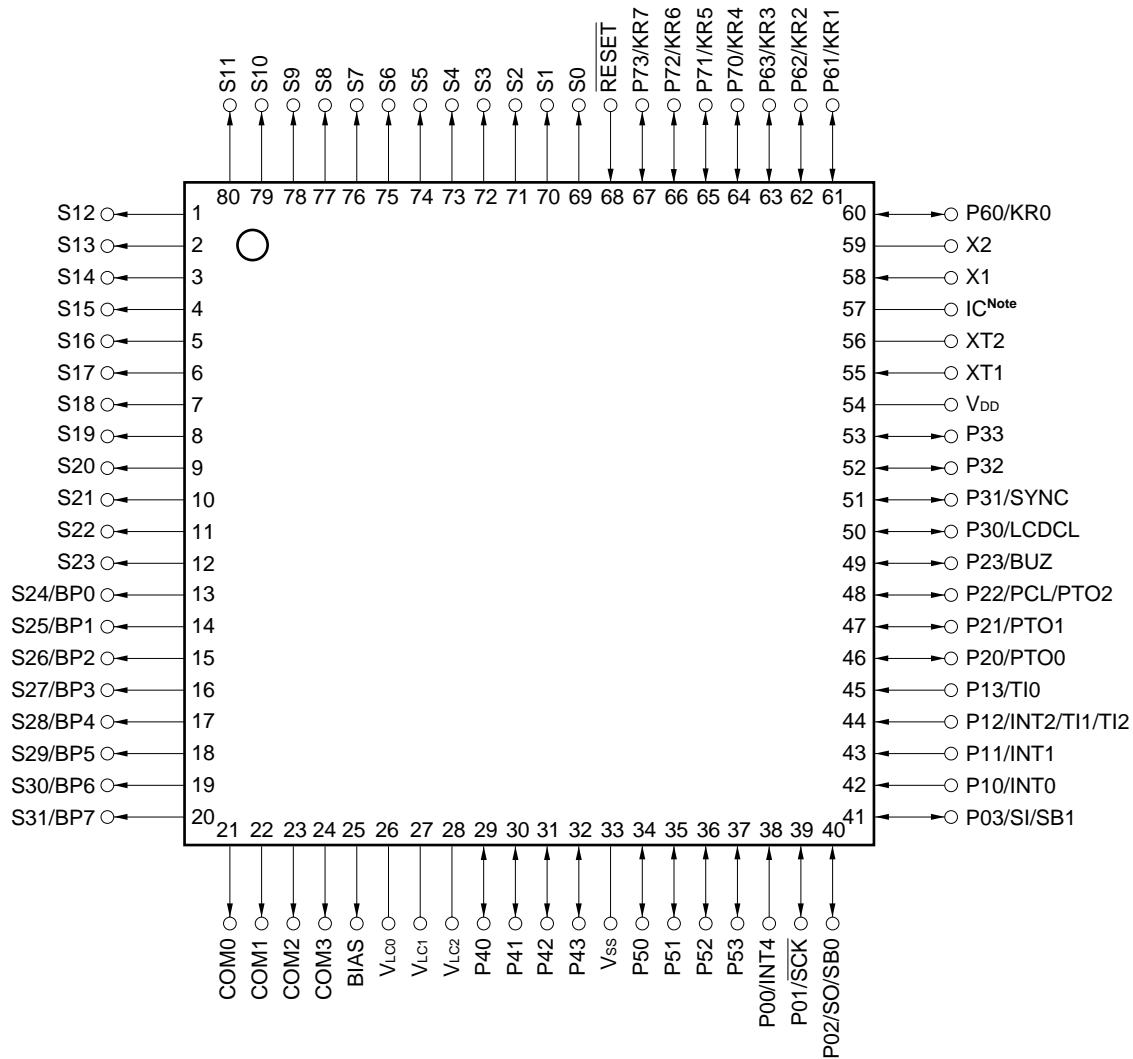 S11 S10 S9 S8 S7 S6 S5 S4 S3 S2 S1 S0 RESET P73/KR7 P72/KR6 P71/KR5 P70/KR4 P63/KR3 P62/KR2 P61/KR1
80 79 78 77 76 75 74 73 72 71 70 69 68 67 66 65 64 63 62 61
S12 1 60 P60/KR0
S13 2 59 X2
S14 3 58 X1
S15 4 57 ICNote
S16 5 56 XT2
S17 6 55 XT1
S18 7 54 VDD
S19 8 53 P33
S20 9 52 P32
S21 10 51 P31/SYNC
S22 11 50 P30/LCDCL
S23 12 49 P23/BUZ
S24/BP0 13 48 P22/PCL/PTO2
S25/BP1 14 47 P21/PTO1
S26/BP2 15 46 P20/PTO0
S27/BP3 16 45 P13/TI0
S28/BP4 17 44 P12/INT2/TI1/TI2
S29/BP5 18 43 P11/INT1
S30/BP6 19 42 P10/INT0
S31/BP7 20 41 P03/SI/SB1
21 22 23 24 25 26 27 28 29 30 31 32 33 34 35 36 37 38 39 40
COM0 COM1 COM2 COM3 BIAS VLC0 VLC1 VLC2 P40 P41 P42 P43 VSS P50 P51 P52 P53 P00/INT4 P01/SCK P02/SO/SB0